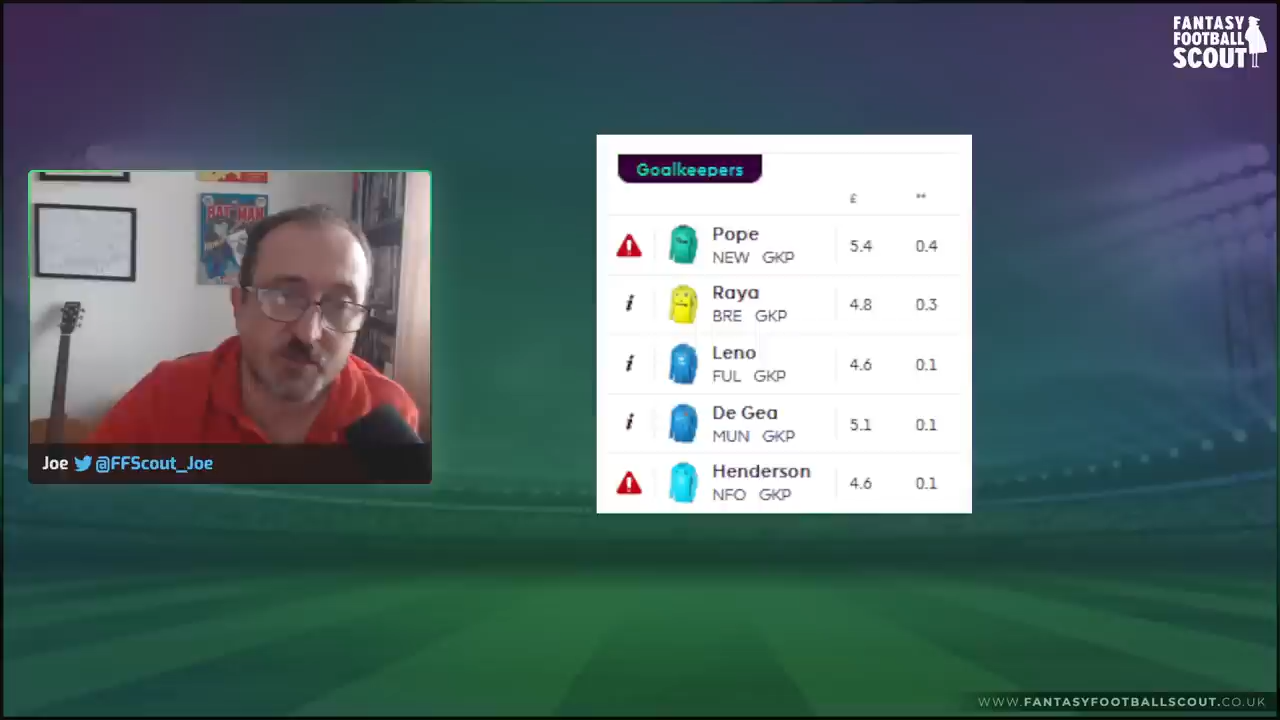 FANTASY
FOOTBALL
SCOUT
BATMAN
Joe @FFScout_Joe
Goalkeepers
£ **
Pope 5.4 0.4
NEW GKP
i Raya 4.8 0.3
BRE GKP
i Leno 4.6 0.1
FUL GKP
i De Gea 5.1 0.1
MUN GKP
Henderson 4.6 0.1
NFO GKP
WWW.FANTASYFOOTBALLSCOUT.CO.UK